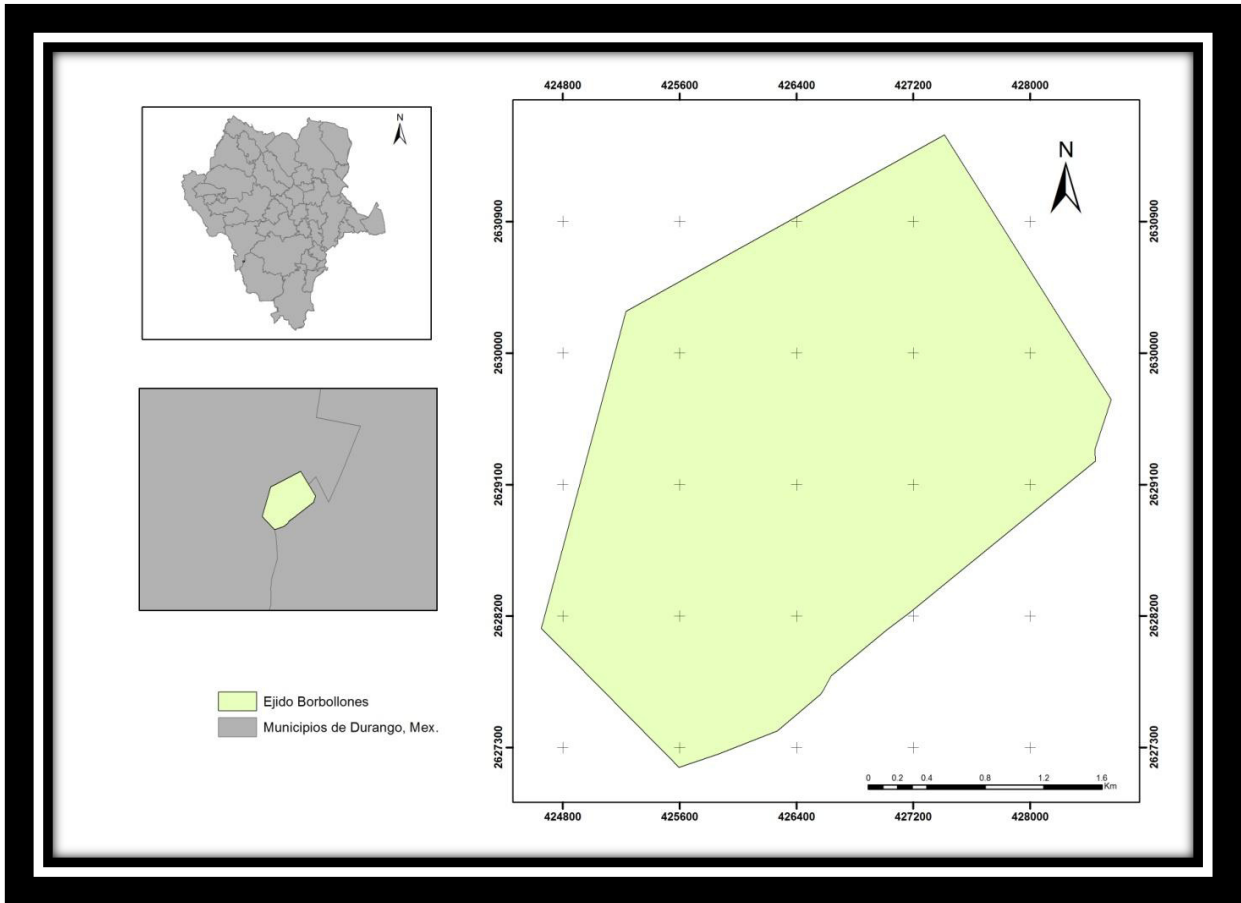 N
Ejido Borbollones
Municipios de Durango, Mex.
424800 425600 426400 427200 428000
N
2630900 2630900
2630000 2630000
2629100 2629100
2628200 2628200
2627300 2627300
0 0.2 0.4 0.8 1.2 1.6
Km
424800 425600 426400 427200 428000